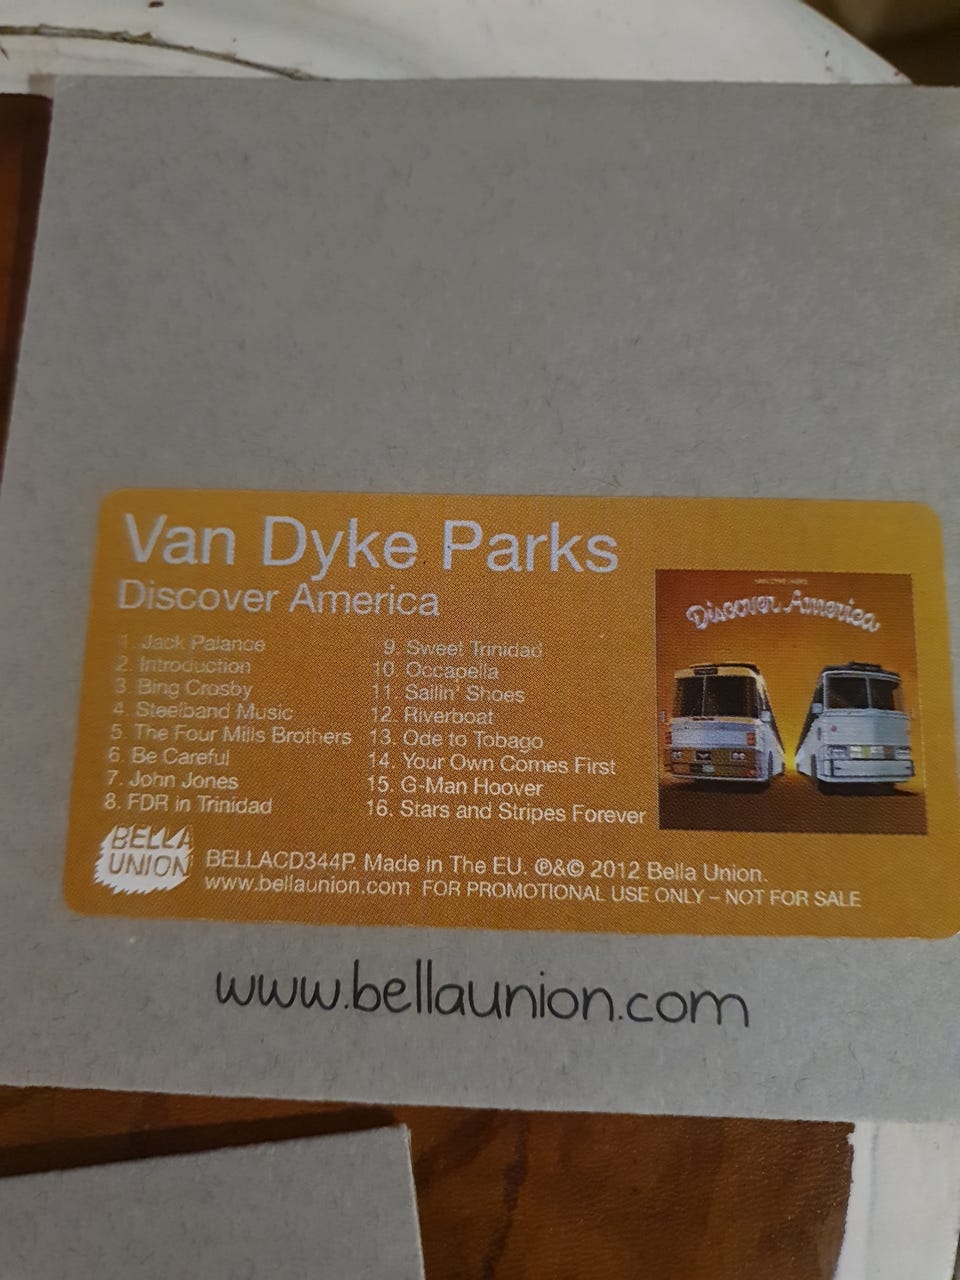 Van Dyke Parks
Discover America
1. Jack Palance
2. Introduction
3. Bing Crosby
4. Steelband Music
5. The Four Mills Brothers
6. Be Careful
7. John Jones
8. FDR in Trinidad
9. Sweet Trinidad
10. Occapella
11. Sailin' Shoes
12. Riverboat
13. Ode to Tobago
14. Your Own Comes First
15. G-Man Hoover
16. Stars and Stripes Forever
VAN DYKE PARKS
Discover America
BELLA
UNION
BELLACD344P. Made in The EU. ℗&© 2012 Bella Union.
www.bellaunion.com FOR PROMOTIONAL USE ONLY – NOT FOR SALE
www.bellaunion.com